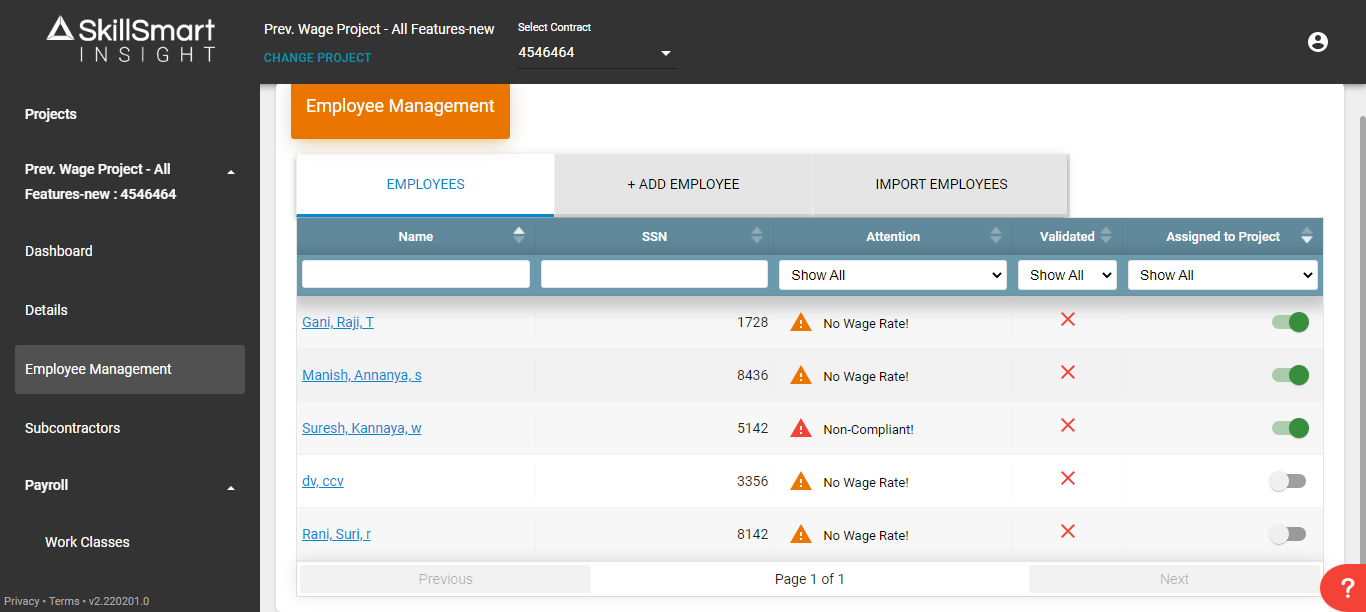 SkillSmart
INSIGHT
Prev. Wage Project - All Features-new
CHANGE PROJECT
Select Contract
4546464
Projects
Prev. Wage Project - All
Features-new : 4546464
Dashboard
Details
Employee Management
Subcontractors
Payroll
Work Classes
Privacy • Terms • v2.220201.0
Employee Management
EMPLOYEES + ADD EMPLOYEE IMPORT EMPLOYEES
Name SSN Attention Validated Assigned to Project
Show All Show All Show All
Gani, Raji, T 1728 No Wage Rate!
Manish, Annanya, s 8436 No Wage Rate!
Suresh, Kannaya, w 5142 Non-Compliant!
dv, ccv 3356 No Wage Rate!
Rani, Suri, r 8142 No Wage Rate!
Previous Page 1 of 1 Next
?